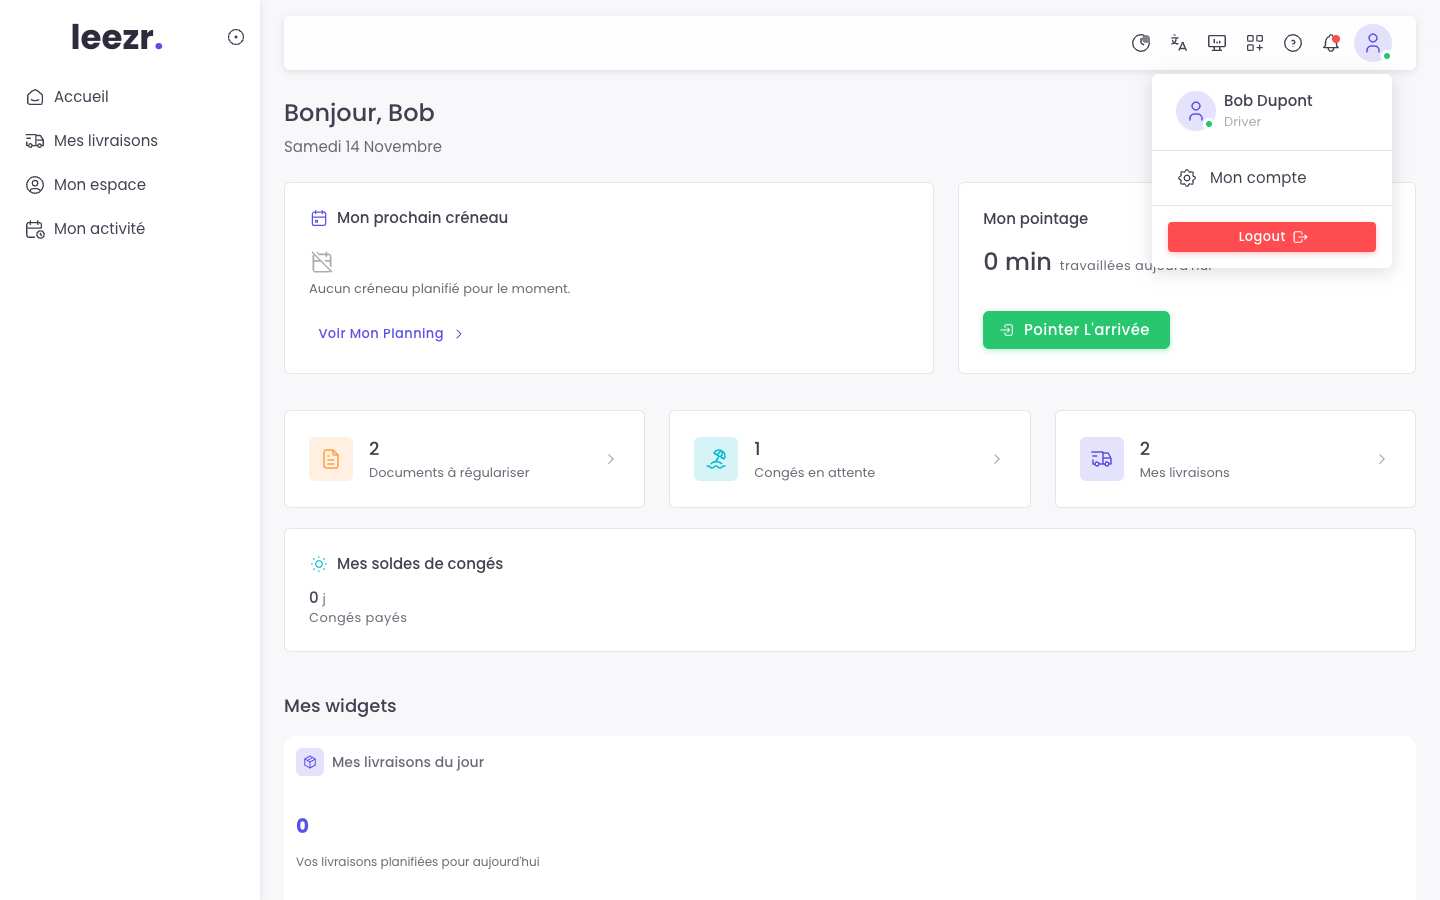 leezr.
Accueil
Mes livraisons
Mon espace
Mon activité
Bonjour, Bob
Samedi 14 Novembre
Bob Dupont
Driver
Mon compte
Logout
Mon prochain créneau
Aucun créneau planifié pour le moment.
Voir Mon Planning
Mon pointage
0 min travaillées aujourd'hui
Pointer L'arrivée
2
Documents à régulariser
1
Congés en attente
2
Mes livraisons
Mes soldes de congés
0 j
Congés payés
Mes widgets
Mes livraisons du jour
0
Vos livraisons planifiées pour aujourd'hui